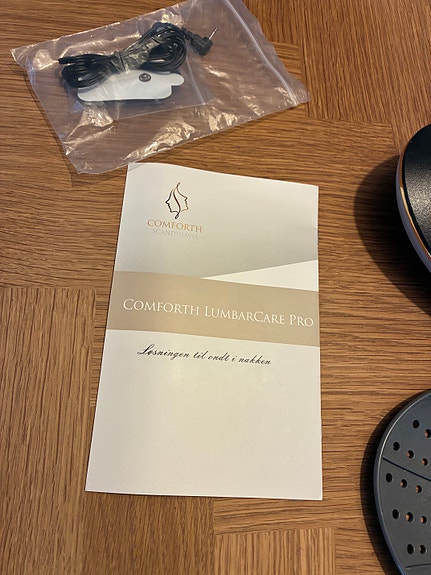 COMFORTH
SCANDINAVIA
COMFORTH LUMBARCARE PRO
Løsningen til ondt i nakken